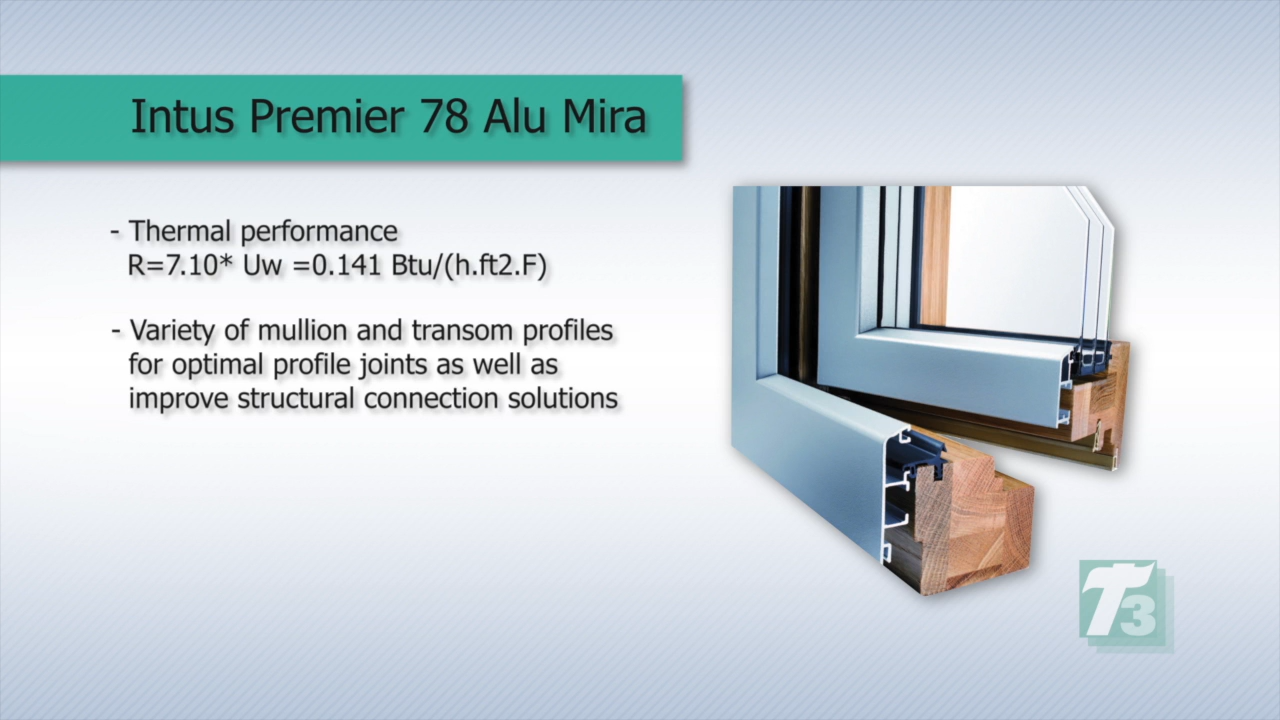 Intus Premier 78 Alu Mira
- Thermal performance
R=7.10* Uw =0.141 Btu/(h.ft2.F)
- Variety of mullion and transom profiles
for optimal profile joints as well as
improve structural connection solutions
T3